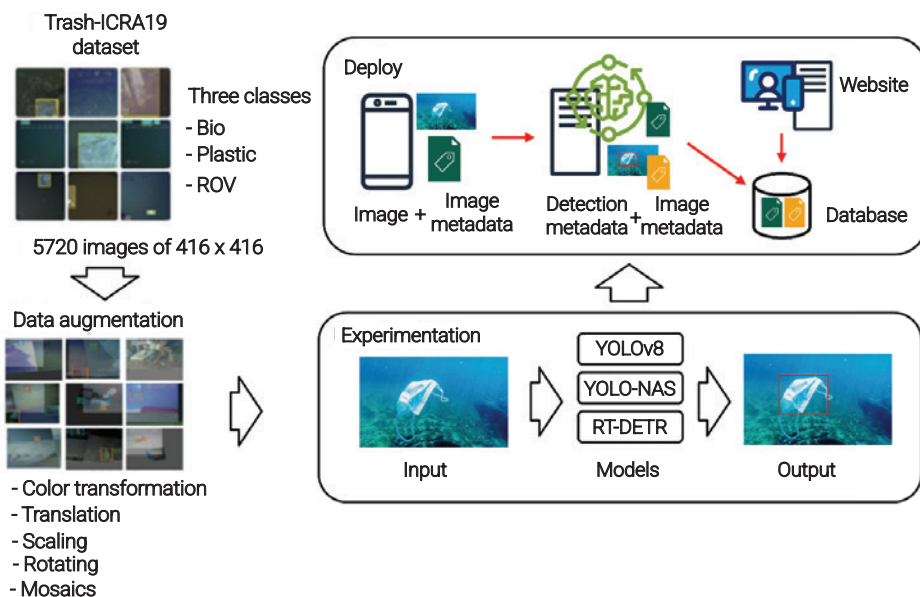 Trash-ICRA19
dataset
Three classes
- Bio
- Plastic
- ROV
5720 images of 416 x 416
Data augmentation
- Color transformation
- Translation
- Scaling
- Rotating
- Mosaics
Deploy
Image + Image
metadata
Detection
metadata + Image
metadata
Website
Database
Experimentation
Input
YOLOv8
YOLO-NAS
RT-DETR
Models
Output